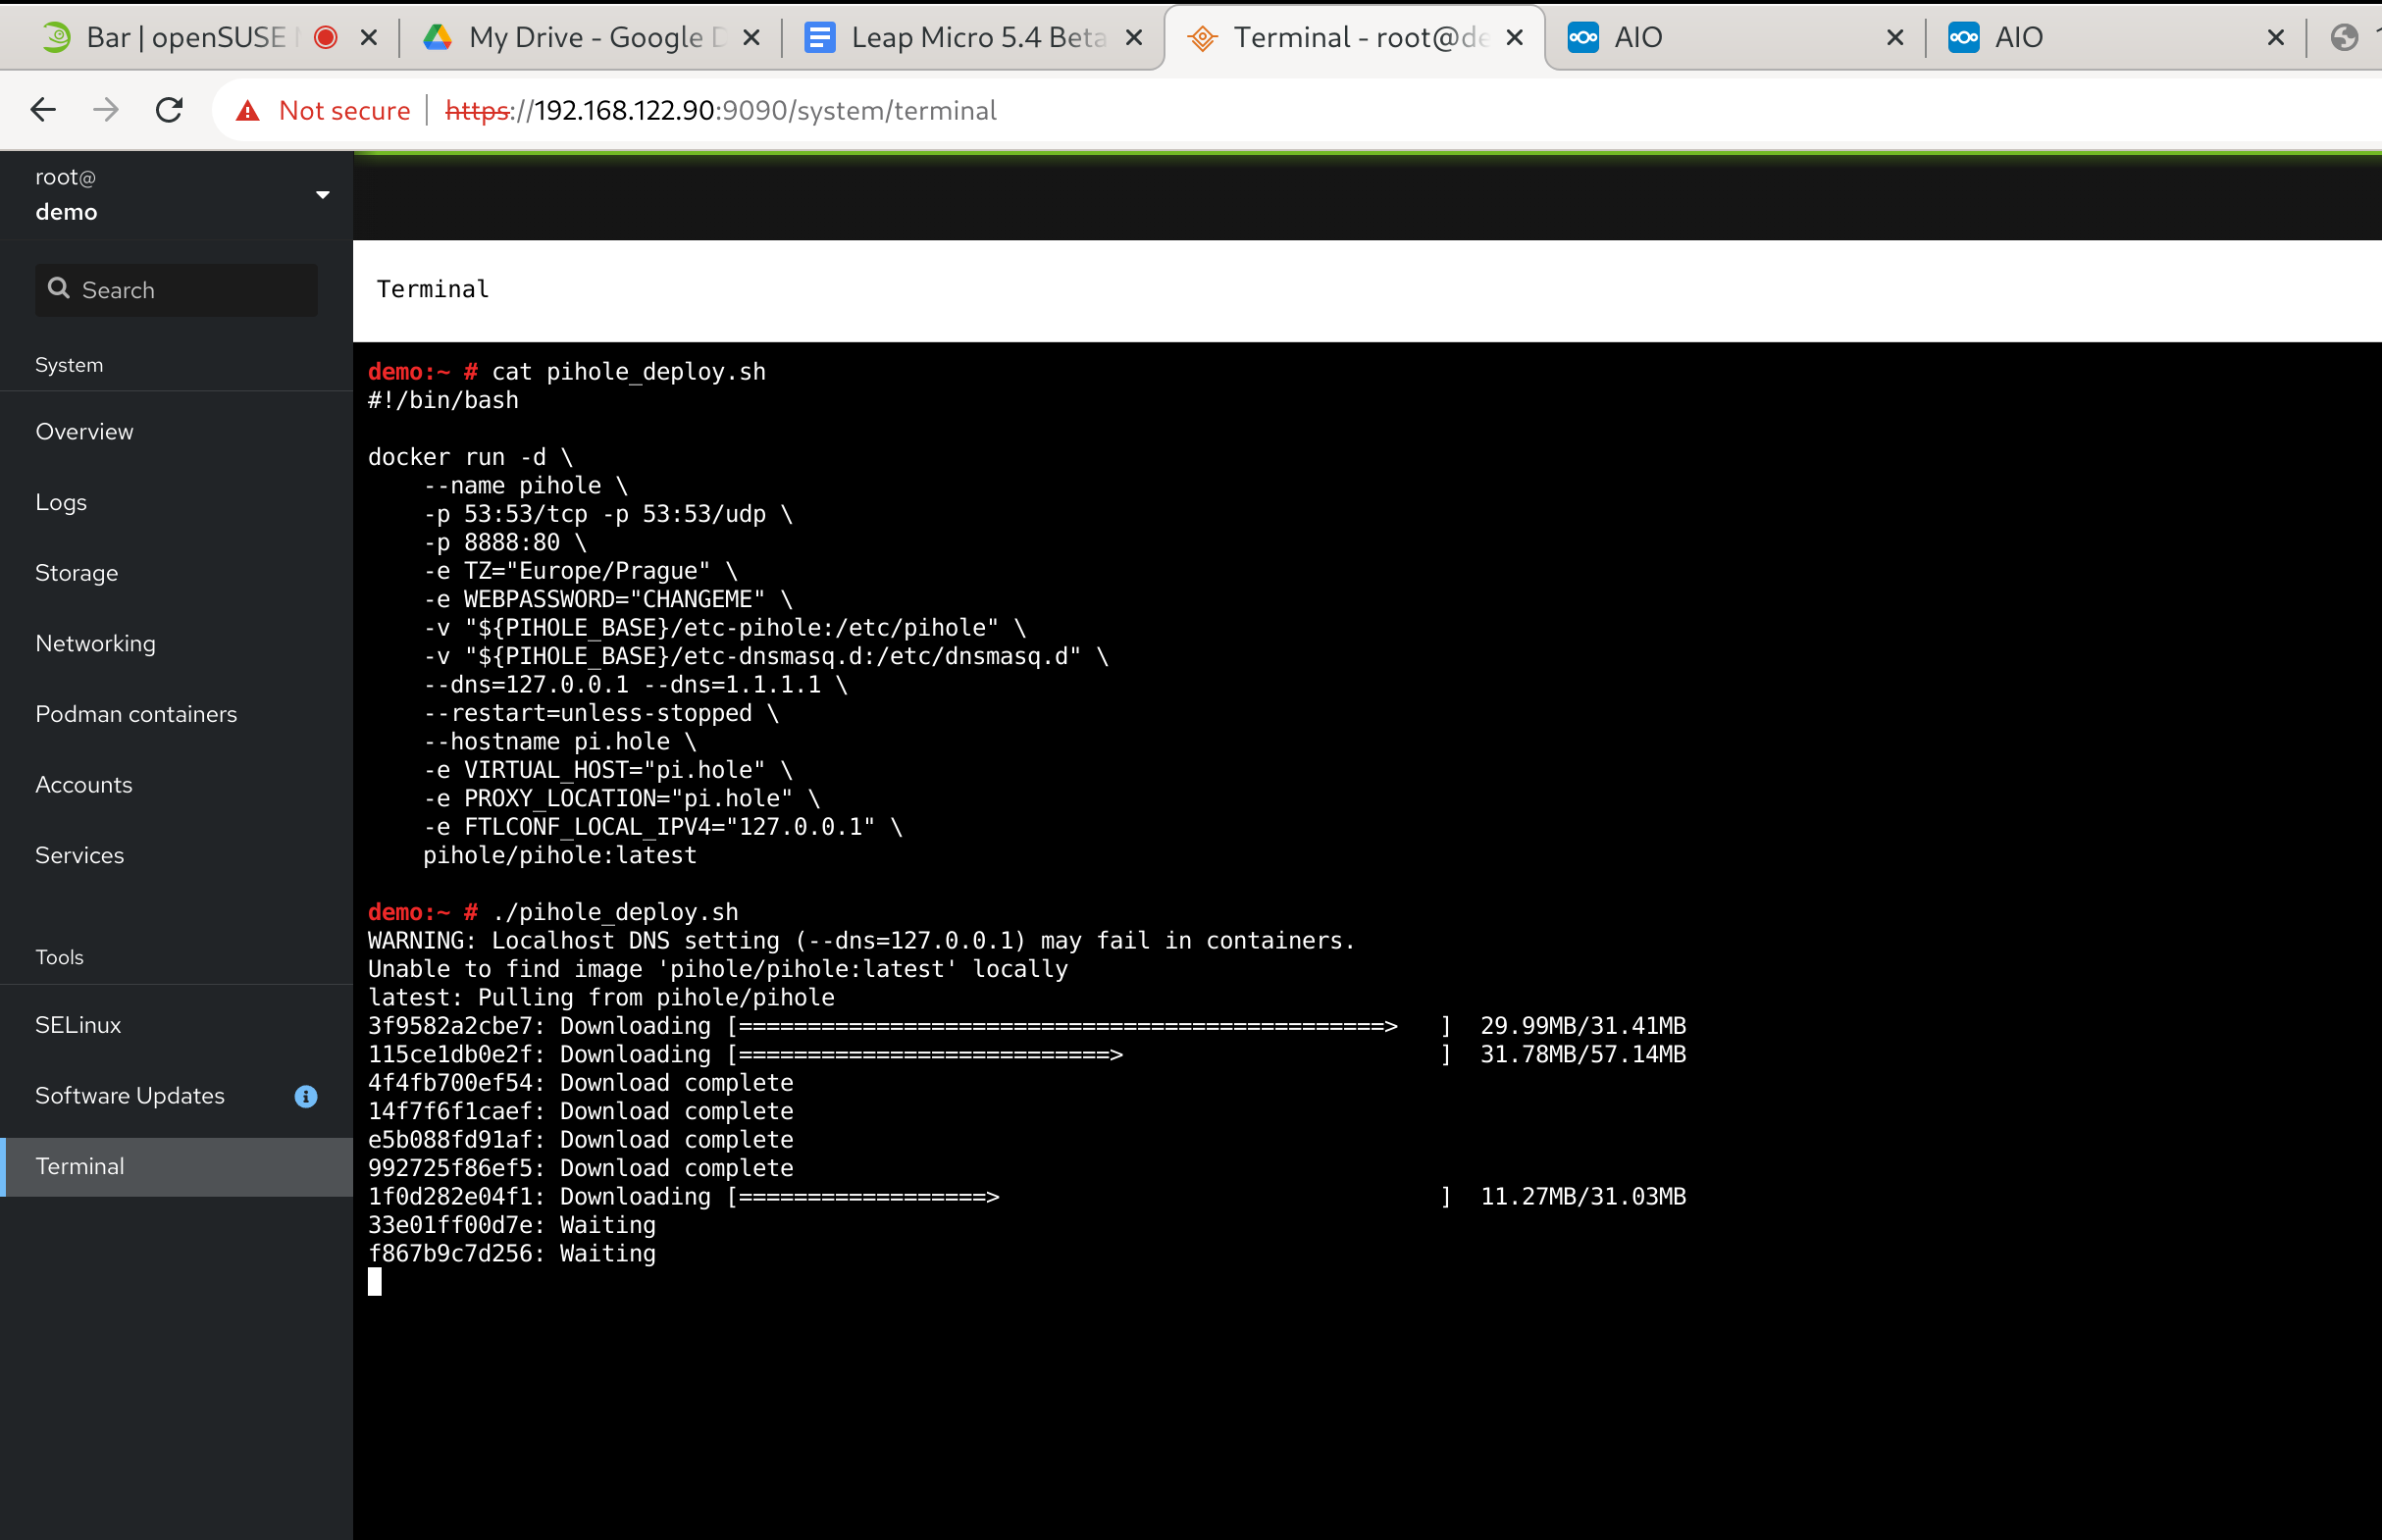 Bar | openSUSE
My Drive - Google D
Leap Micro 5.4 Beta
Terminal - root@de
AIO
AIO
Not secure | https://192.168.122.90:9090/system/terminal
root@
demo
Search
System
Overview
Logs
Storage
Networking
Podman containers
Accounts
Services
Tools
SELinux
Software Updates
Terminal
Terminal
demo:~ # cat pihole_deploy.sh
#!/bin/bash
docker run -d \
    --name pihole \
    -p 53:53/tcp -p 53:53/udp \
    -p 8888:80 \
    -e TZ="Europe/Prague" \
    -e WEBPASSWORD="CHANGEME" \
    -v "${PIHOLE_BASE}/etc-pihole:/etc/pihole" \
    -v "${PIHOLE_BASE}/etc-dnsmasq.d:/etc/dnsmasq.d" \
    --dns=127.0.0.1 --dns=1.1.1.1 \
    --restart=unless-stopped \
    --hostname pi.hole \
    -e VIRTUAL_HOST="pi.hole" \
    -e PROXY_LOCATION="pi.hole" \
    -e FTLCONF_LOCAL_IPV4="127.0.0.1" \
    pihole/pihole:latest
demo:~ # ./pihole_deploy.sh
WARNING: Localhost DNS setting (--dns=127.0.0.1) may fail in containers.
Unable to find image 'pihole/pihole:latest' locally
latest: Pulling from pihole/pihole
3f9582a2cbe7: Downloading [===============================================>   ]  29.99MB/31.41MB
115ce1db0e2f: Downloading [===========================>                       ]  31.78MB/57.14MB
4f4fb700ef54: Download complete
14f7f6f1caef: Download complete
e5b088fd91af: Download complete
992725f86ef5: Download complete
1f0d282e04f1: Downloading [==================>                                ]  11.27MB/31.03MB
33e01ff00d7e: Waiting
f867b9c7d256: Waiting